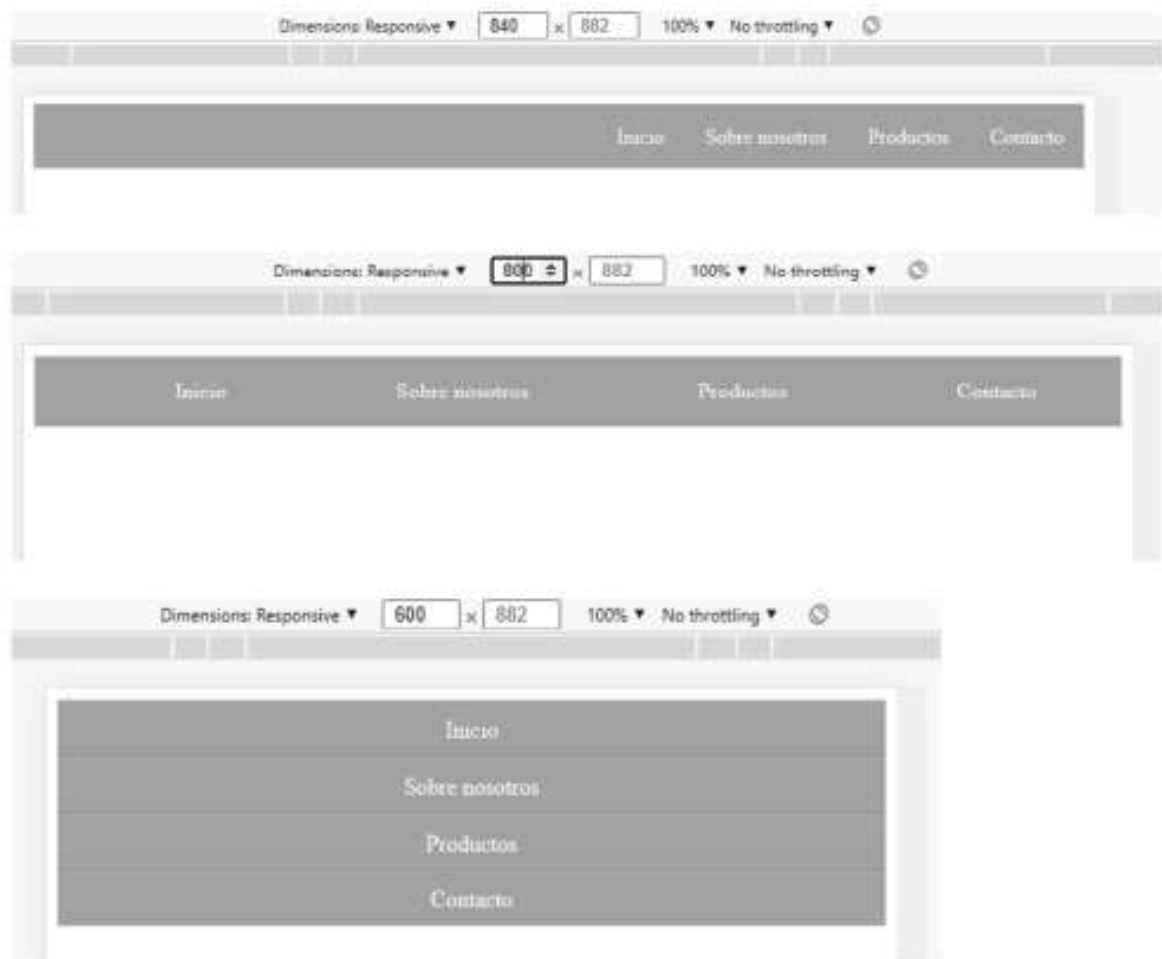 Dimensions: Responsive ▼ 840 × 882 100% ▼ No throttling ▼
Inicio Sobre nosotros Productos Contacto
Dimensions: Responsive ▼ 800 × 882 100% ▼ No throttling ▼
Inicio Sobre nosotros Productos Contacto
Dimensions: Responsive ▼ 600 × 882 100% ▼ No throttling ▼
Inicio
Sobre nosotros
Productos
Contacto